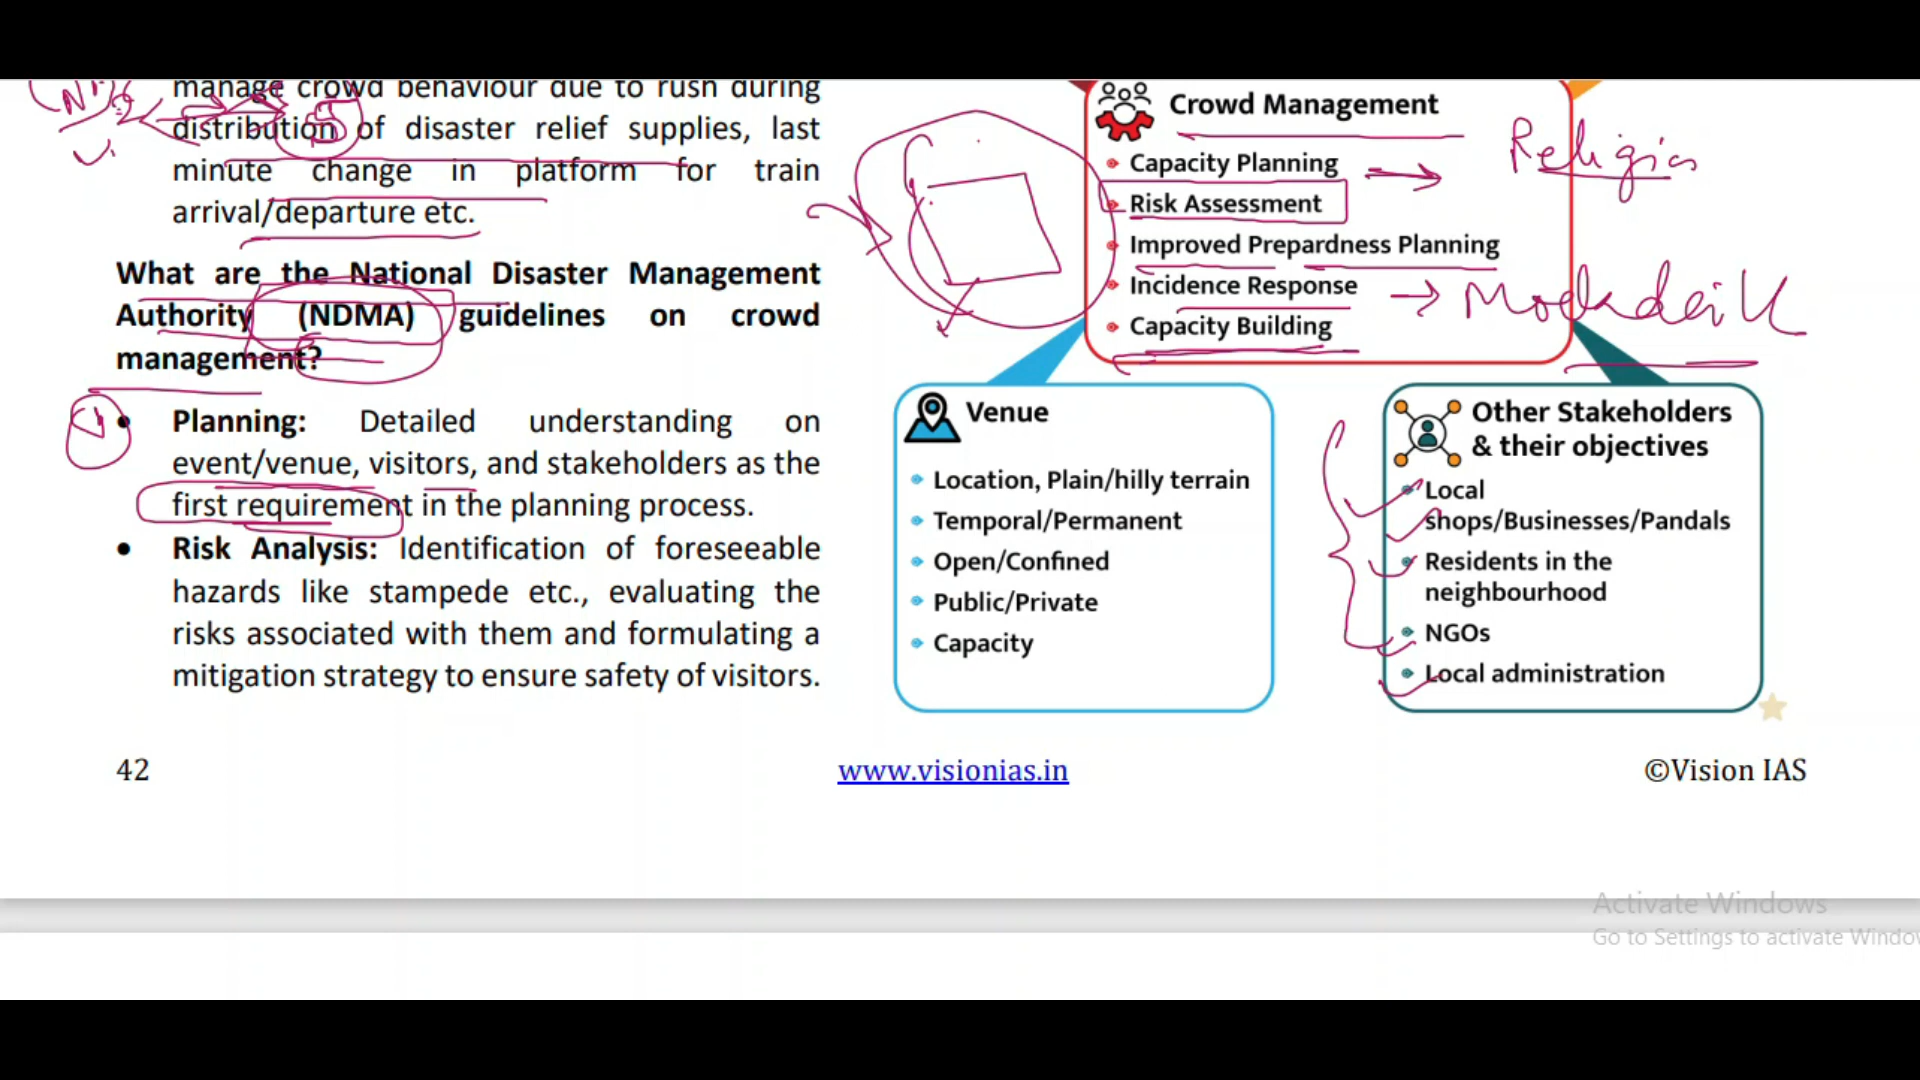 manage crowd behaviour due to rush during
distribution of disaster relief supplies, last
minute change in platform for train
arrival/departure etc.
What are the National Disaster Management
Authority (NDMA) guidelines on crowd
management?
• Planning: Detailed understanding on
event/venue, visitors, and stakeholders as the
first requirement in the planning process.
• Risk Analysis: Identification of foreseeable
hazards like stampede etc., evaluating the
risks associated with them and formulating a
mitigation strategy to ensure safety of visitors.
Crowd Management
Capacity Planning
Risk Assessment
Improved Prepardness Planning
Incidence Response
Capacity Building
Venue
Location, Plain/hilly terrain
Temporal/Permanent
Open/Confined
Public/Private
Capacity
Other Stakeholders
& their objectives
Local
shops/Businesses/Pandals
Residents in the
neighbourhood
NGOs
Local administration
42
www.visionias.in
©Vision IAS
Activate Windows
Go to Settings to activate Windo